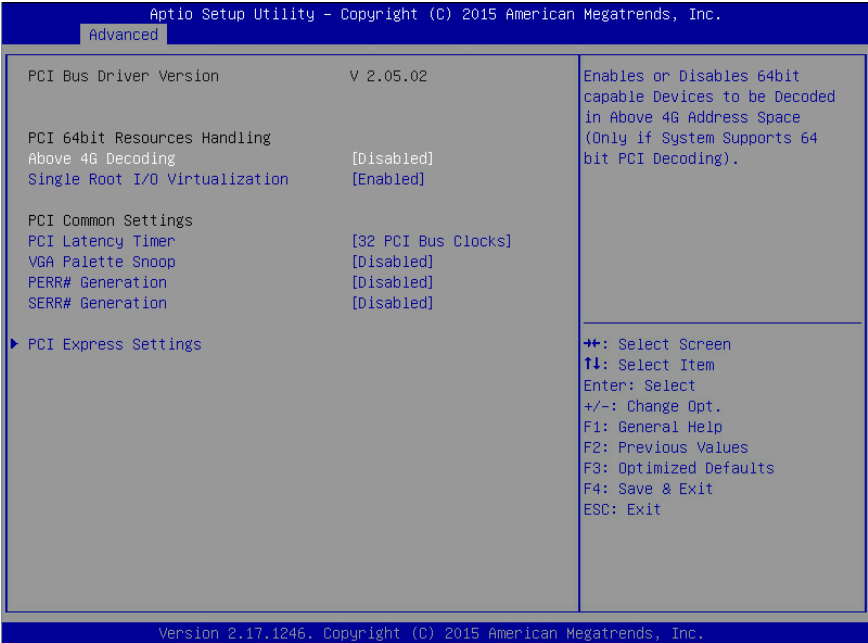 Aptio Setup Utility – Copyright (C) 2015 American Megatrends, Inc.
Advanced
PCI Bus Driver Version V 2.05.02
PCI 64bit Resources Handling
Above 4G Decoding [Disabled]
Single Root I/O Virtualization [Enabled]
PCI Common Settings
PCI Latency Timer [32 PCI Bus Clocks]
VGA Palette Snoop [Disabled]
PERR# Generation [Disabled]
SERR# Generation [Disabled]
PCI Express Settings
Enables or Disables 64bit
capable Devices to be Decoded
in Above 4G Address Space
(Only if System Supports 64
bit PCI Decoding).
→←: Select Screen
↑↓: Select Item
Enter: Select
+/-: Change Opt.
F1: General Help
F2: Previous Values
F3: Optimized Defaults
F4: Save & Exit
ESC: Exit
Version 2.17.1246. Copyright (C) 2015 American Megatrends, Inc.